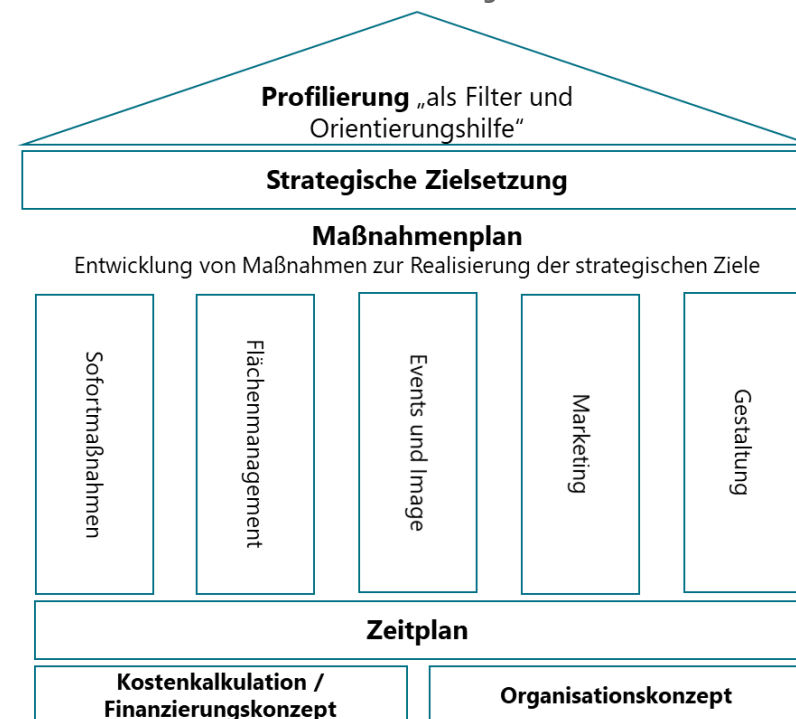 Profilierung „als Filter und
Orientierungshilfe“
Strategische Zielsetzung
Maßnahmenplan
Entwicklung von Maßnahmen zur Realisierung der strategischen Ziele
Sofortmaßnahmen
Flächenmanagement
Events und Image
Marketing
Gestaltung
Zeitplan
Kostenkalkulation /
Finanzierungskonzept
Organisationskonzept